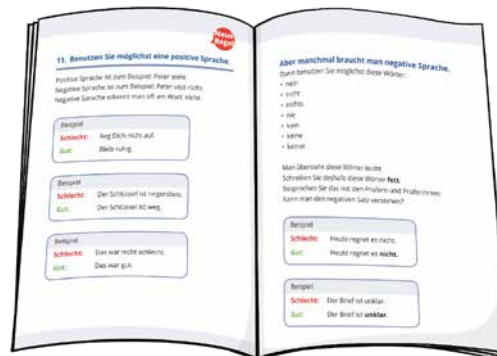 Neue
Regel
11. Benutzen Sie möglichst eine positive Sprache.
Positive Sprache ist zum Beispiel: Peter steht.
Negative Sprache ist zum Beispiel: Peter sitzt nicht.
Negative Sprache erkennt man oft am Wort: nicht.
Beispiel
Schlecht: Reg Dich nicht auf.
Gut: Bleib ruhig.
Beispiel
Schlecht: Der Schlüssel ist nirgendwo.
Gut: Der Schlüssel ist weg.
Beispiel
Schlecht: Das war nicht schlecht.
Gut: Das war gut.
Aber manchmal braucht man negative Sprache.
Dann benutzen Sie möglichst diese Wörter:
• nein
• nicht
• nichts
• nie
• kein
• keine
• keiner
Man übersieht diese Wörter leicht.
Schreiben Sie deshalb diese Wörter fett.
Besprechen Sie das mit den Prüfern und Prüferinnen:
Kann man den negativen Satz verstehen?
Beispiel
Schlecht: Heute regnet es nicht.
Gut: Heute regnet es nicht.
Beispiel
Schlecht: Der Brief ist unklar.
Gut: Der Brief ist unklar.